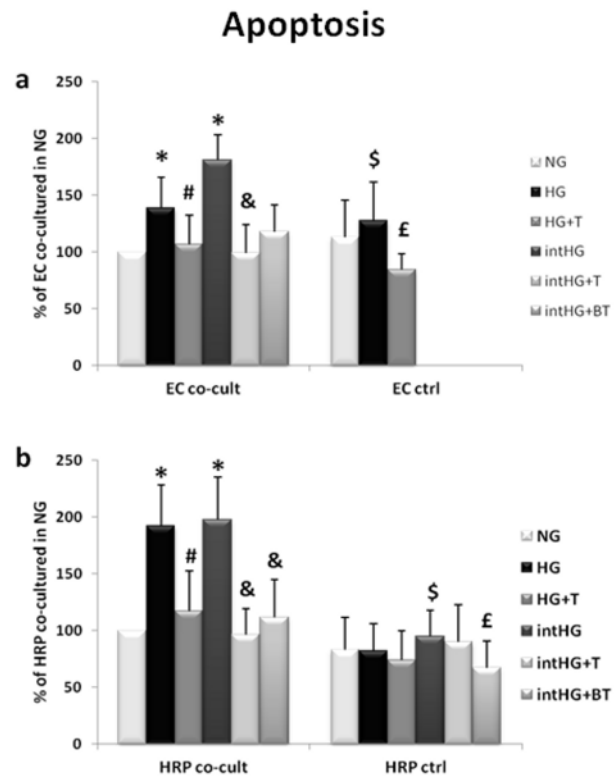 Apoptosis
a
% of EC co-cultured in NG
250
200
150
100
50
0
*
#
*
&
$
£
EC co-cult
EC ctrl
NG
HG
HG+T
intHG
intHG+T
intHG+BT
b
% of HRP co-cultured in NG
250
200
150
100
50
0
*
#
*
&
&
$
£
HRP co-cult
HRP ctrl
NG
HG
HG+T
intHG
intHG+T
intHG+BT